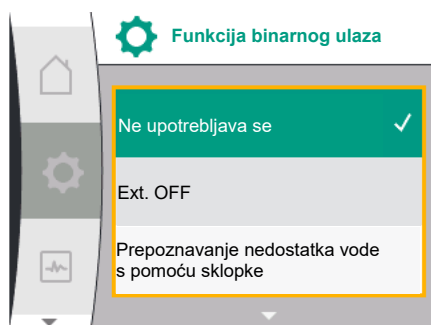 Funkcija binarnog ulaza
Ne upotrebljava se
Ext. OFF
Prepoznavanje nedostatka vode
s pomoću sklopke